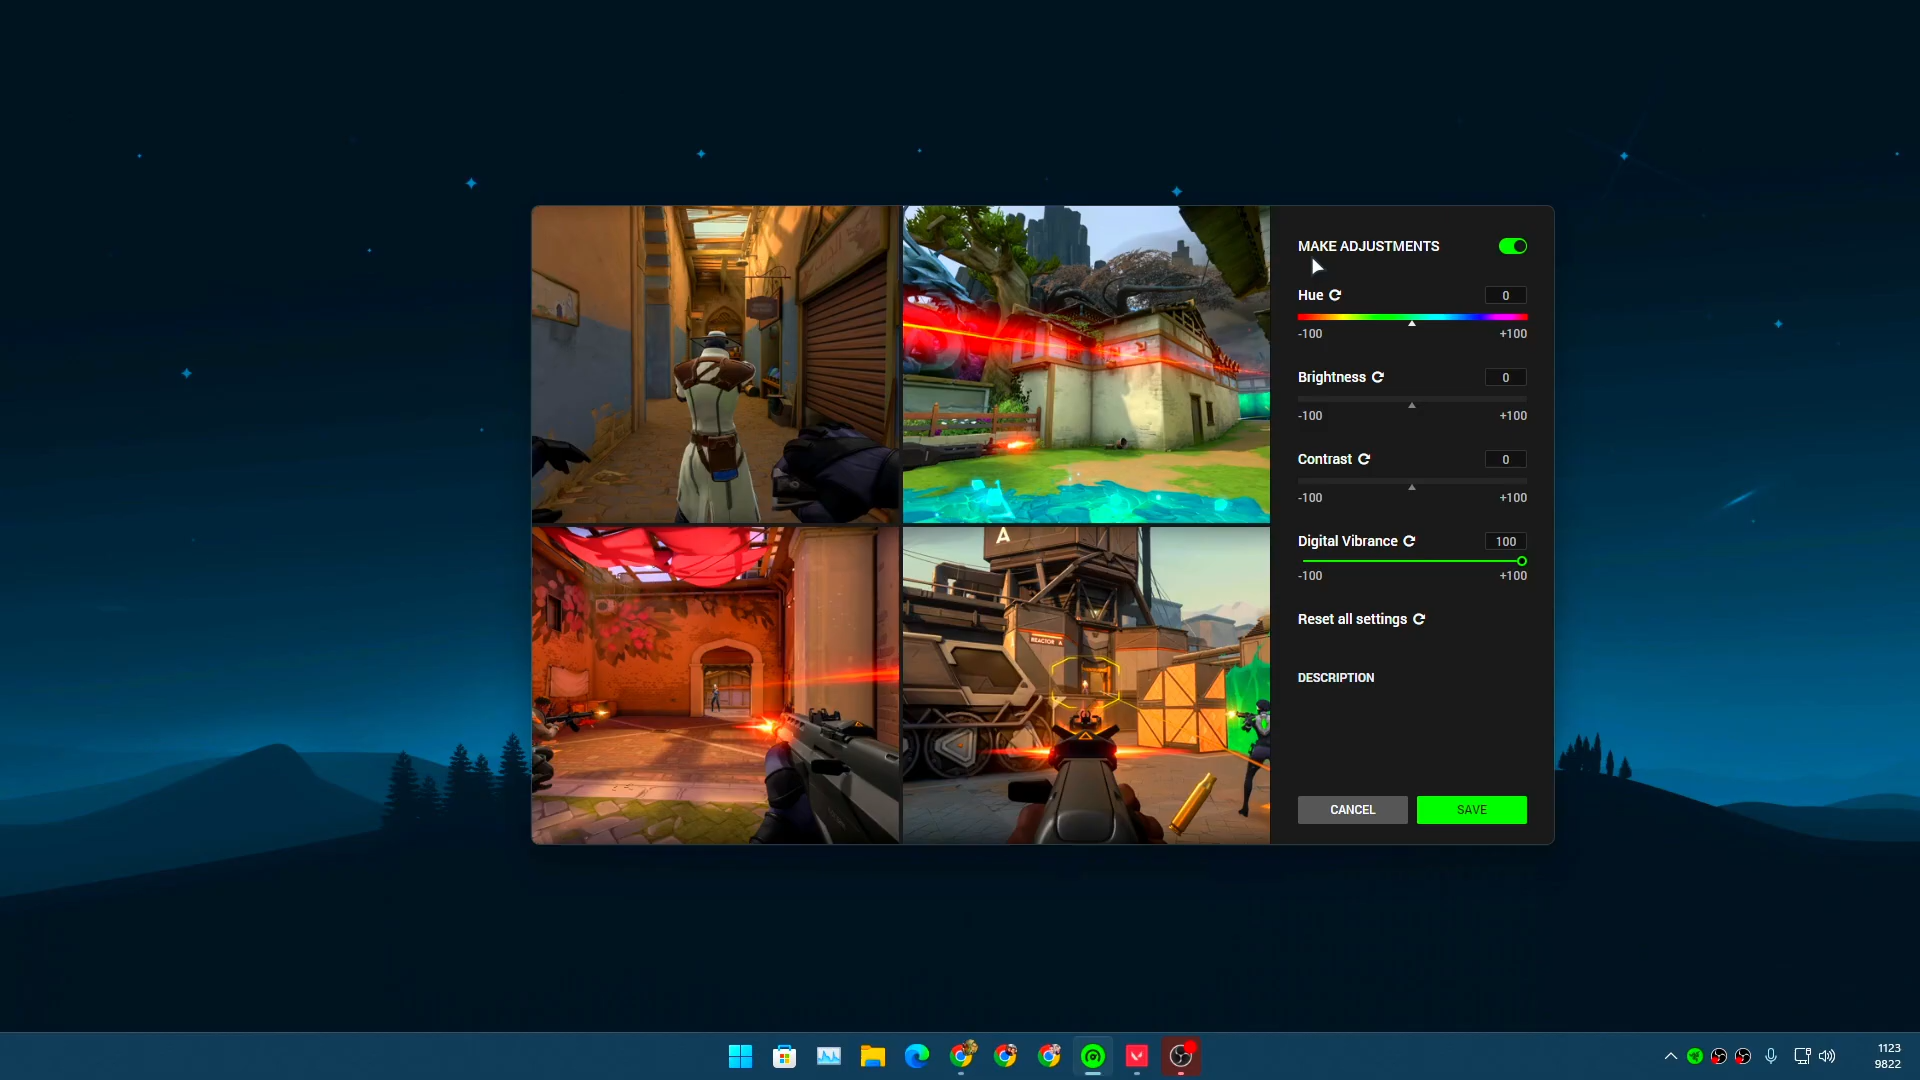 MAKE ADJUSTMENTS
Hue
0
-100
+100
Brightness
0
-100
+100
Contrast
0
-100
+100
Digital Vibrance
100
-100
+100
Reset all settings
DESCRIPTION
CANCEL
SAVE
A
REACTOR A
1123
9822